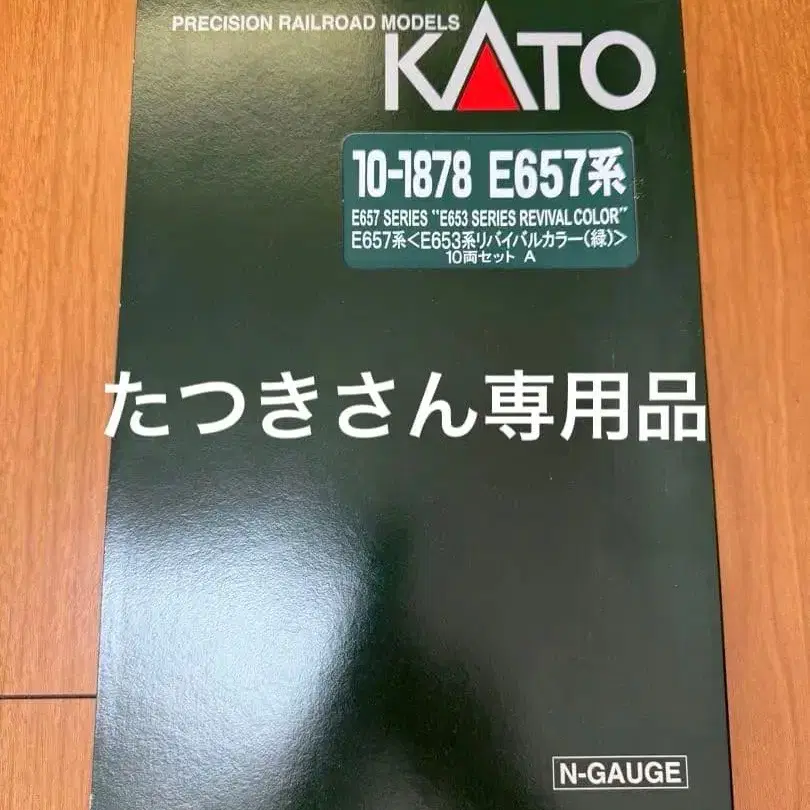 PRECISION RAILROAD MODELS
KATO
10-1878 E657系
E657 SERIES "E653 SERIES REVIVAL COLOR"
E657系<E653系リバイバルカラー(緑)>
10両セット A
たつきさん専用品
N-GAUGE